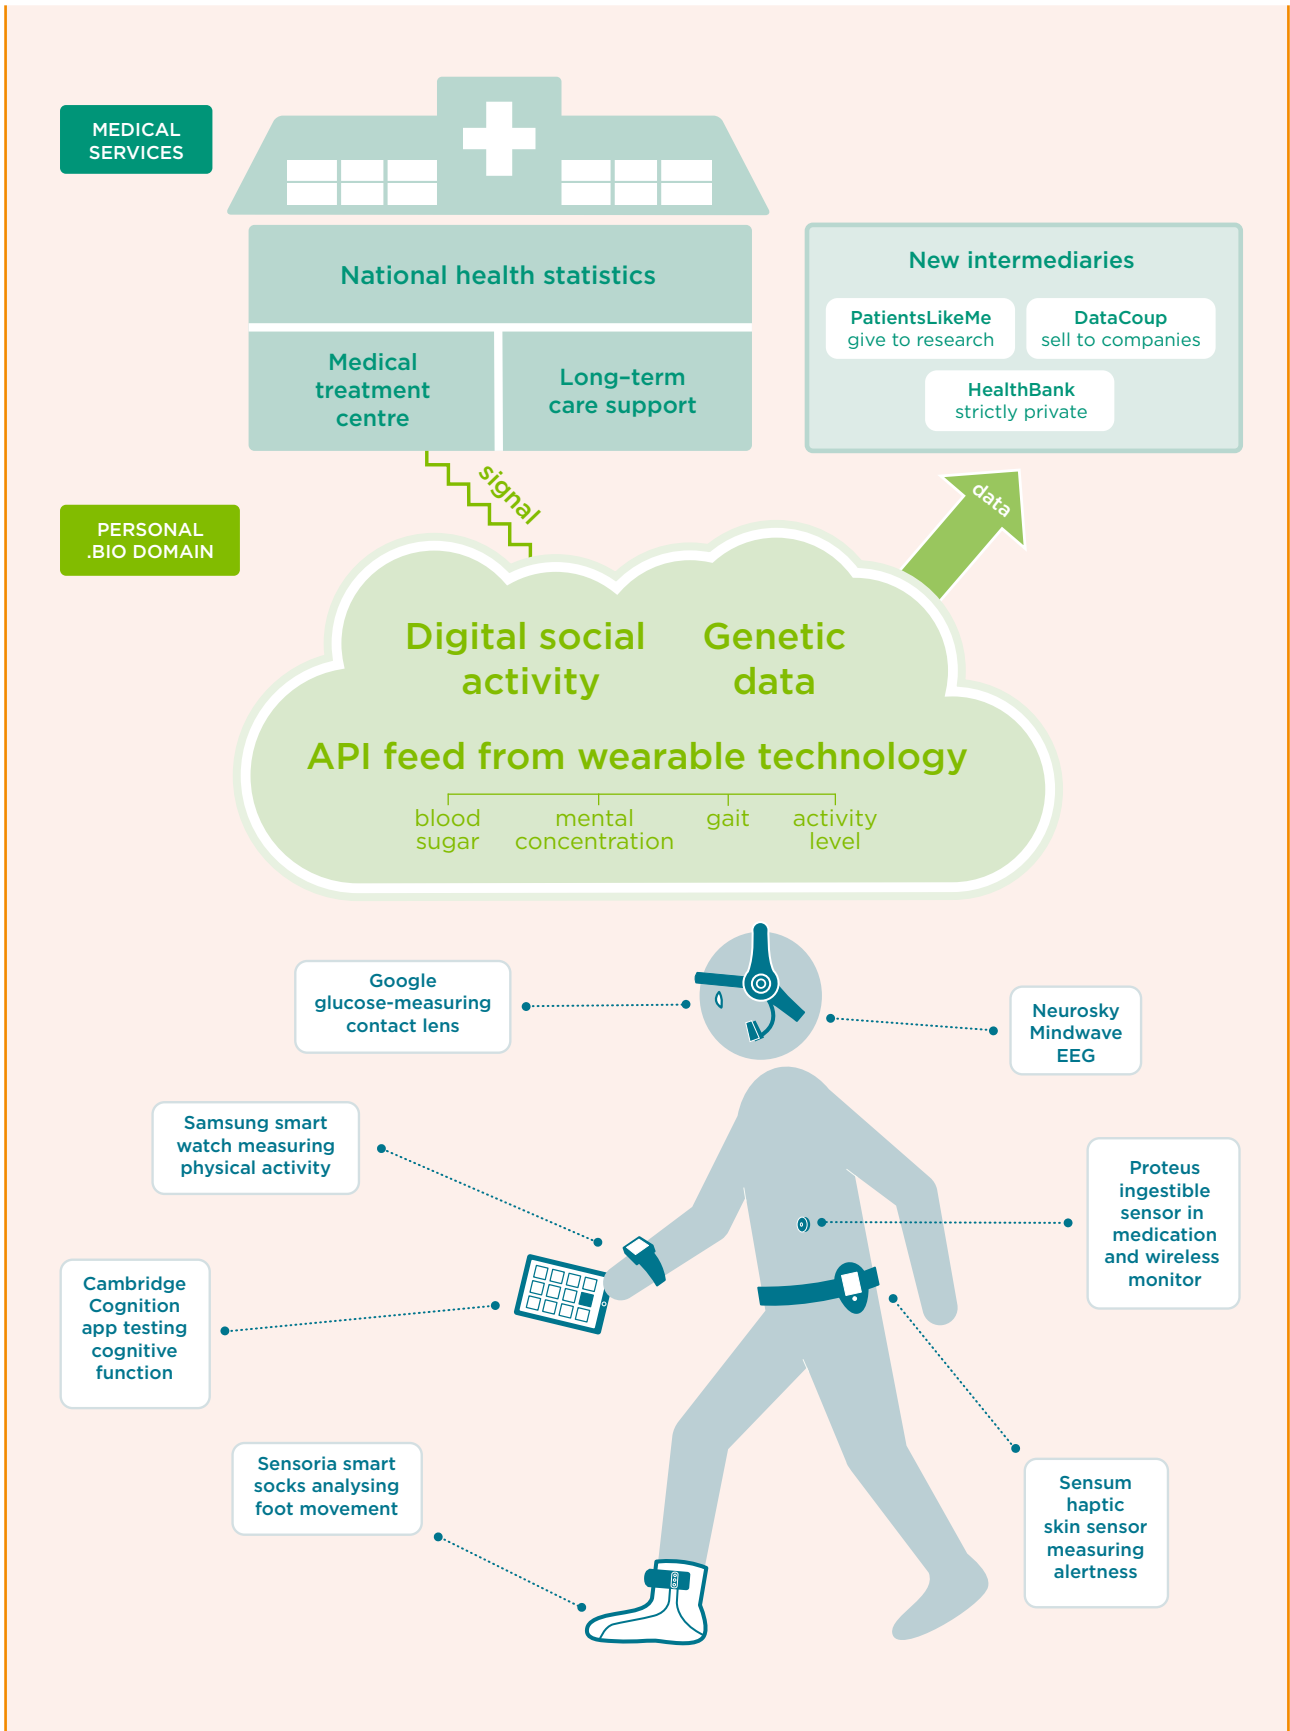 MEDICAL
SERVICES
National health statistics
Medical
treatment
centre
Long–term
care support
New intermediaries
PatientsLikeMe
give to research
DataCoup
sell to companies
HealthBank
strictly private
signal
data
PERSONAL
.BIO DOMAIN
Digital social
activity
Genetic
data
API feed from wearable technology
blood
sugar
mental
concentration
gait
activity
level
Google
glucose-measuring
contact lens
Neurosky
Mindwave
EEG
Samsung smart
watch measuring
physical activity
Proteus
ingestible
sensor in
medication
and wireless
monitor
Cambridge
Cognition
app testing
cognitive
function
Sensoria smart
socks analysing
foot movement
Sensum
haptic
skin sensor
measuring
alertness